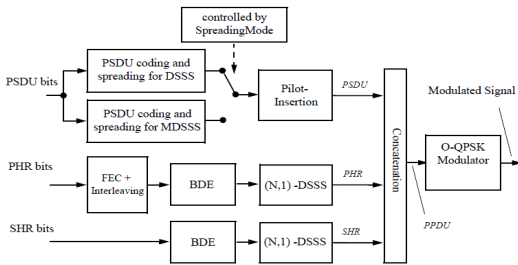 controlled by
SpreadingMode
PSDU bits
PSDU coding and
spreading for DSSS
PSDU coding and
spreading for MDSSS
Pilot-
Insertion
PSDU
Concatenation
Modulated Signal
O-QPSK
Modulator
PPDU
PHR bits
FEC +
Interleaving
BDE
(N,1) -DSSS
PHR
SHR bits
BDE
(N,1) -DSSS
SHR